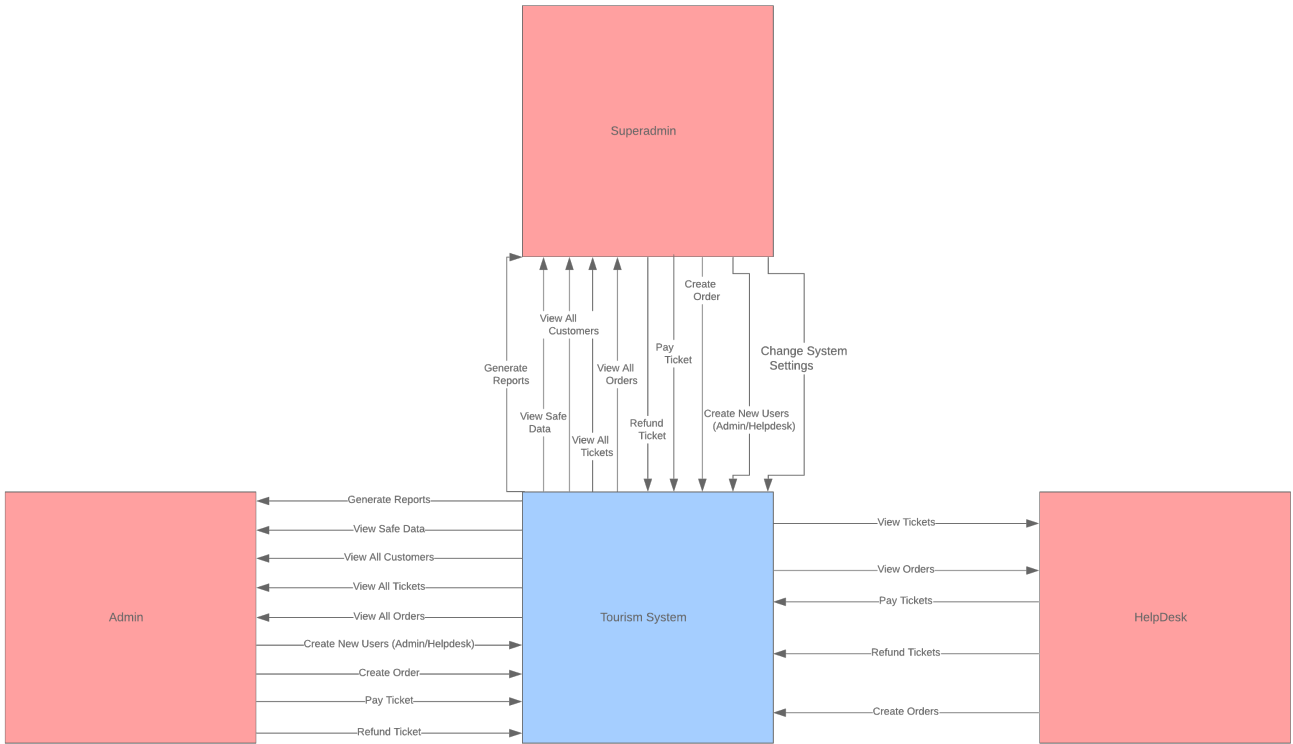 Superadmin
Create
Order
View All
Customers
Pay
Ticket
Change System
Settings
Generate
Reports
View All
Orders
View Safe
Data
Refund
Ticket
Create New Users
(Admin/Helpdesk)
View All
Tickets
Generate Reports
View Safe Data
View All Customers
View All Tickets
View All Orders
Create New Users (Admin/Helpdesk)
Create Order
Pay Ticket
Refund Ticket
Admin
Tourism System
View Tickets
View Orders
Pay Tickets
Refund Tickets
Create Orders
HelpDesk